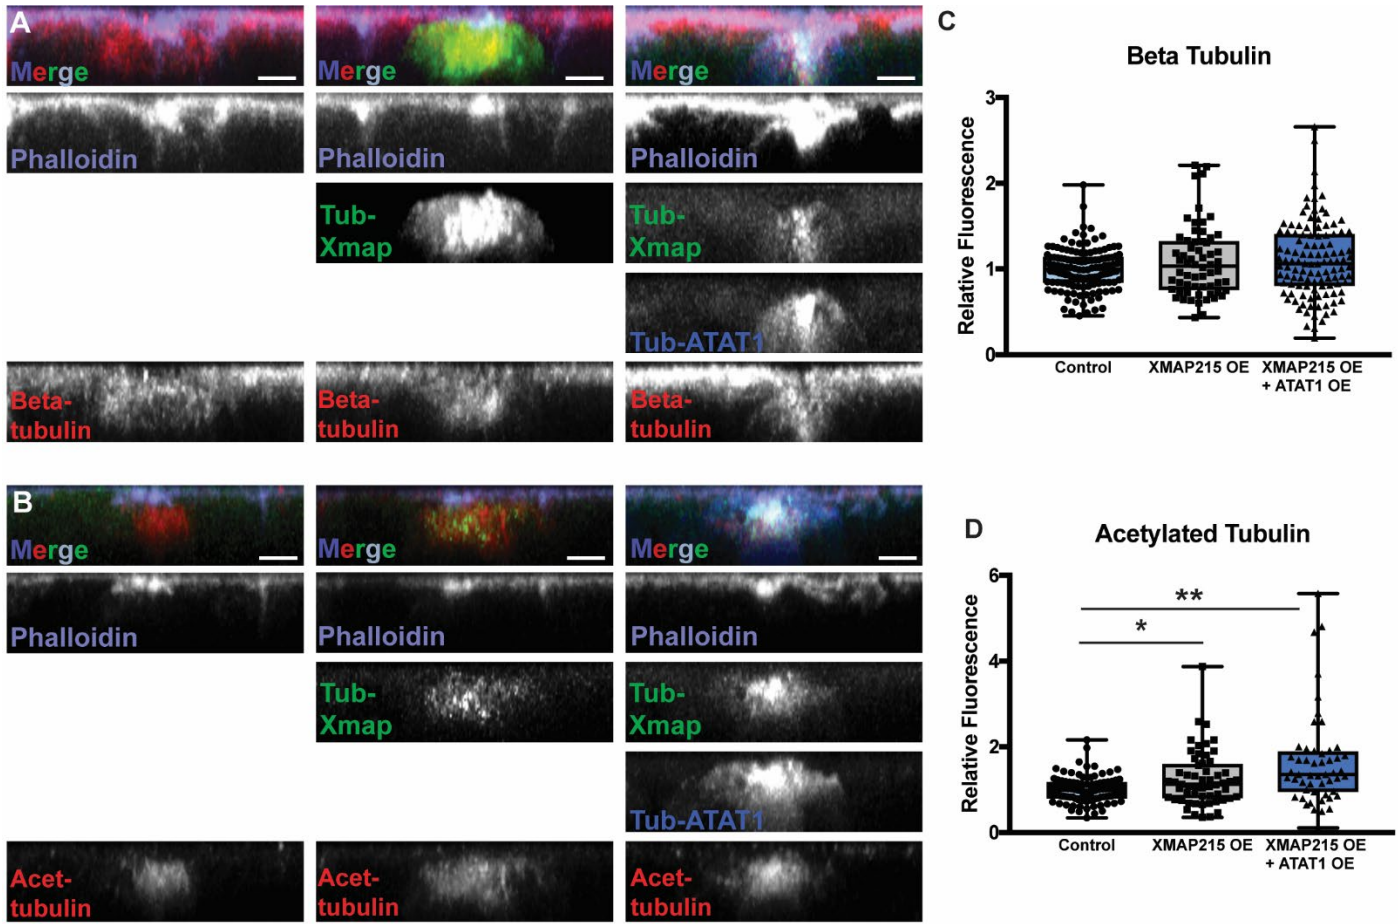 A
Merge
Merge
Merge
Phalloidin
Phalloidin
Phalloidin
Tub-
Xmap
Tub-
Xmap
Tub-ATAT1
Beta-
tubulin
Beta-
tubulin
Beta-
tubulin
B
Merge
Merge
Merge
Phalloidin
Phalloidin
Phalloidin
Tub-
Xmap
Tub-
Xmap
Tub-ATAT1
Acet-
tubulin
Acet-
tubulin
Acet-
tubulin
C
Beta Tubulin
Relative Fluorescence
3
2
1
0
Control
XMAP215 OE
XMAP215 OE
+ ATAT1 OE
D
Acetylated Tubulin
Relative Fluorescence
6
4
2
0
**
*
Control
XMAP215 OE
XMAP215 OE
+ ATAT1 OE